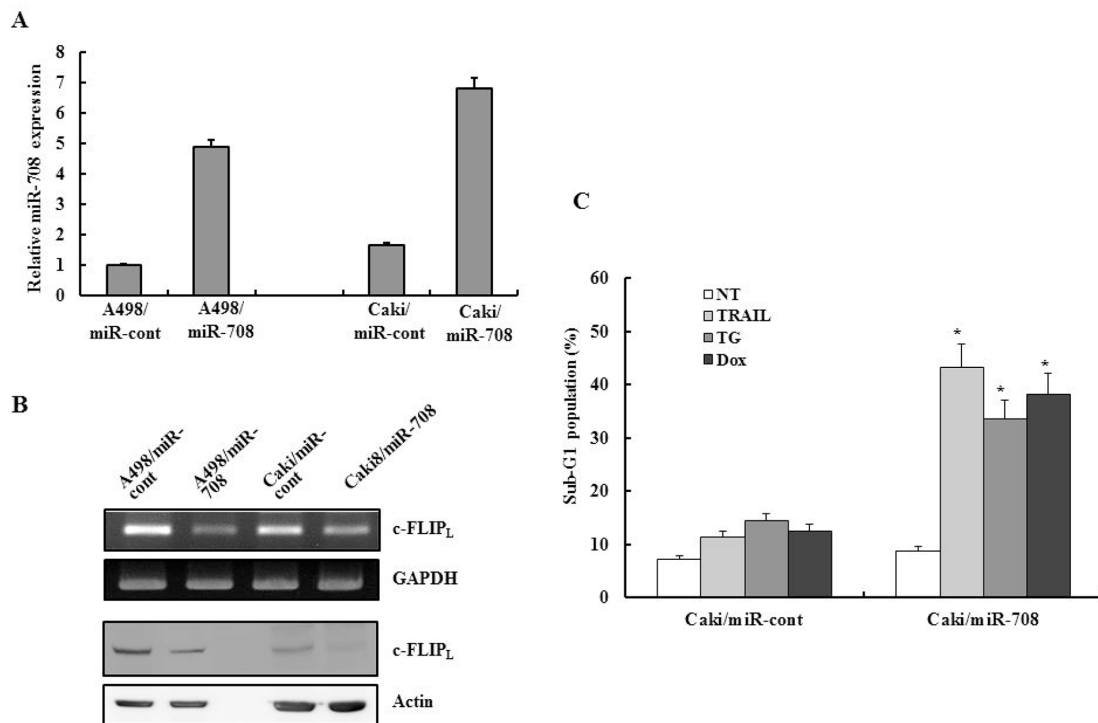 A
Relative miR-708 expression
8
7
6
5
4
3
2
1
0
A498/
miR-cont
A498/
miR-708
Caki/
miR-cont
Caki/
miR-708
B
A498/miR-
cont
A498/miR-
708
Caki/miR-
cont
Caki8/miR-708
c-FLIPL
GAPDH
c-FLIPL
Actin
C
Sub-G1 population (%)
60
50
40
30
20
10
0
NT
TRAIL
TG
Dox
*
*
*
Caki/miR-cont
Caki/miR-708